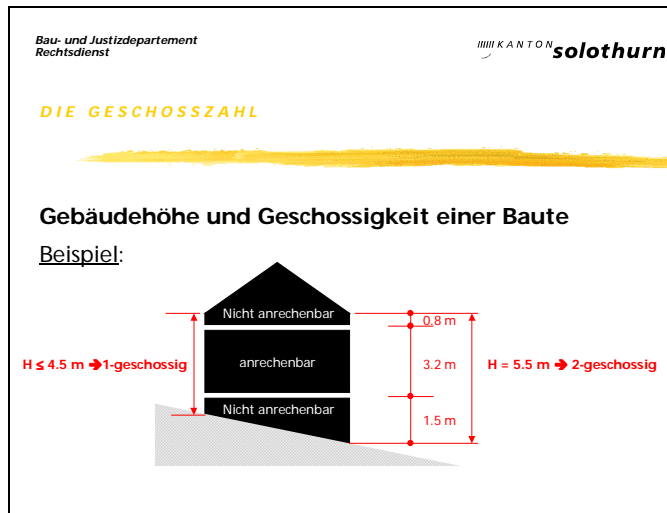 Bau- und Justizdepartement
Rechtsdienst
KANTON solothurn
DIE GESCHOSSZAHL
Gebäudehöhe und Geschossigkeit einer Baute
Beispiel:
Nicht anrechenbar
0.8 m
H ≤ 4.5 m ➔1-geschossig
anrechenbar
3.2 m
H = 5.5 m ➔ 2-geschossig
Nicht anrechenbar
1.5 m